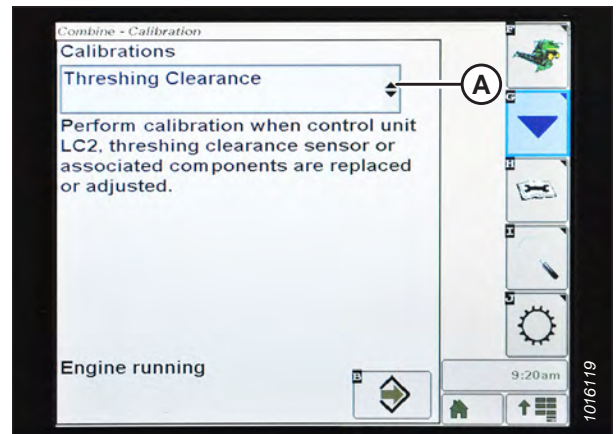 Combine - Calibration
Calibrations
Threshing Clearance
A
Perform calibration when control unit
LC2, threshing clearance sensor or
associated components are replaced
or adjusted.
Engine running
B
F
G
H
I
J
9:20am
1016119